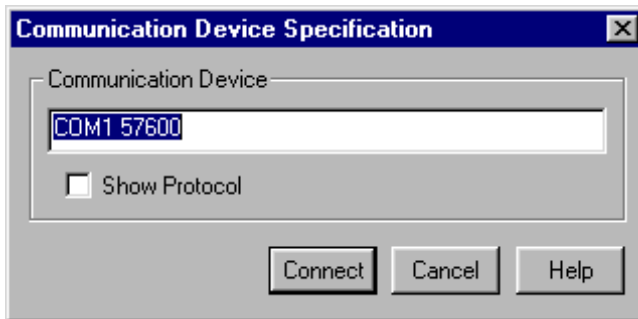 Communication Device Specification
Communication Device
COM1 57600
Show Protocol
Connect Cancel Help